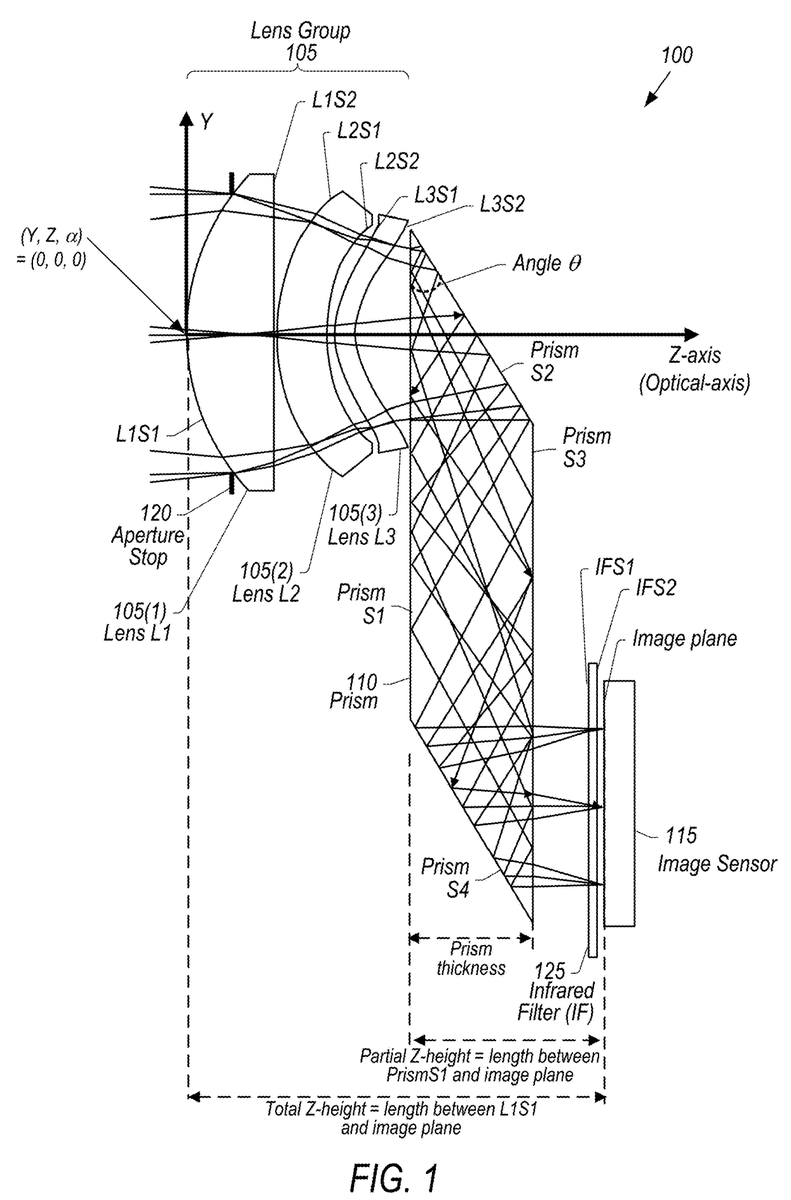 Lens Group
105
100
L1S2
Y
L2S1
L2S2
L3S1
L3S2
(Y, Z, α)
= (0, 0, 0)
Angle θ
Z-axis
(Optical-axis)
Prism
S2
L1S1
Prism
S3
120
Aperture
Stop
105(3)
Lens L3
105(2)
Lens L2
105(1)
Lens L1
Prism
S1
IFS1
IFS2
Image plane
110
Prism
115
Image Sensor
Prism
S4
Prism
thickness
125
Infrared
Filter (IF)
Partial Z-height = length between
PrismS1 and image plane
Total Z-height = length between L1S1
and image plane
FIG. 1